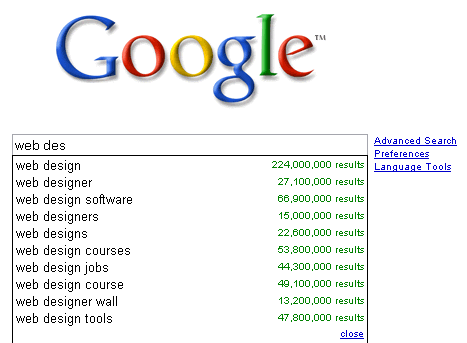 Google™
web des
Advanced Search
Preferences
Language Tools
web design 224,000,000 results
web designer 27,100,000 results
web design software 66,900,000 results
web designers 15,000,000 results
web designs 22,600,000 results
web design courses 53,800,000 results
web design jobs 44,300,000 results
web design course 49,100,000 results
web designer wall 13,200,000 results
web design tools 47,800,000 results
close